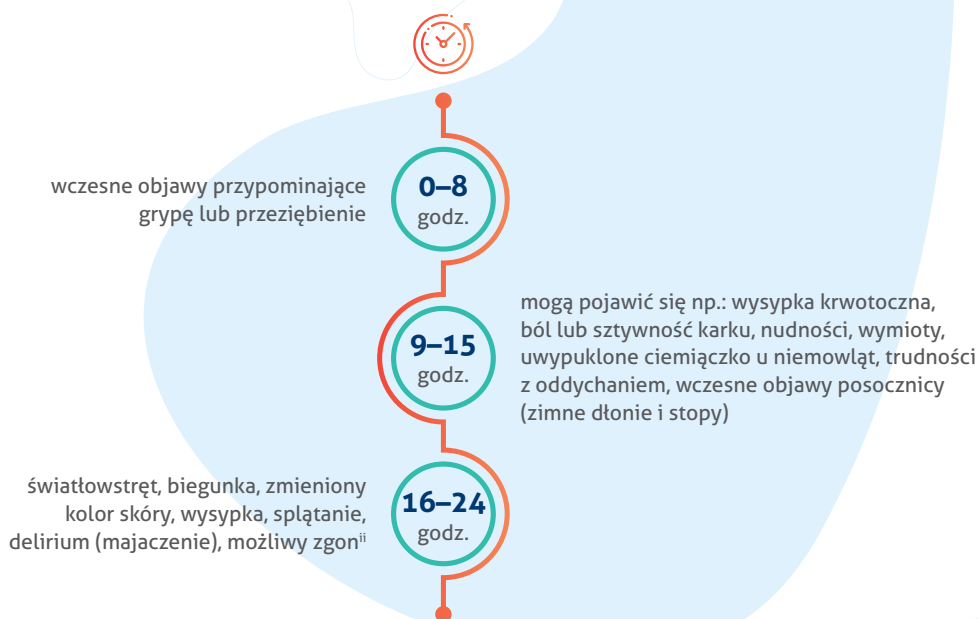 0–8
godz.
wczesne objawy przypominające
grypę lub przeziębienie
9–15
godz.
mogą pojawić się np.: wysypka krwotoczna,
ból lub sztywność karku, nudności, wymioty,
uwypuklone ciemiączko u niemowląt, trudności
z oddychaniem, wczesne objawy posocznicy
(zimne dłonie i stopy)
16–24
godz.
światłowstręt, biegunka, zmieniony
kolor skóry, wysypka, splątanie,
delirium (majaczenie), możliwy zgonⁱⁱ